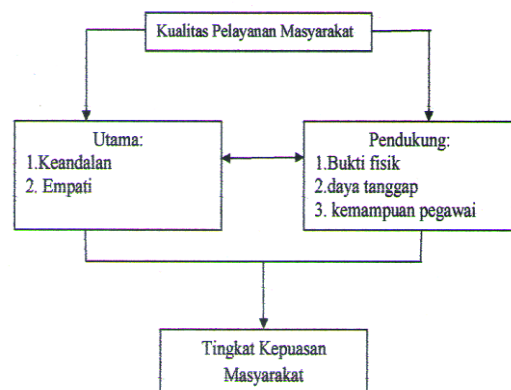 Kualitas Pelayanan Masyarakat
Utama:
1.Keandalan
2. Empati
Pendukung:
1.Bukti fisik
2.daya tanggap
3. kemampuan pegawai
Tingkat Kepuasan
Masyarakat